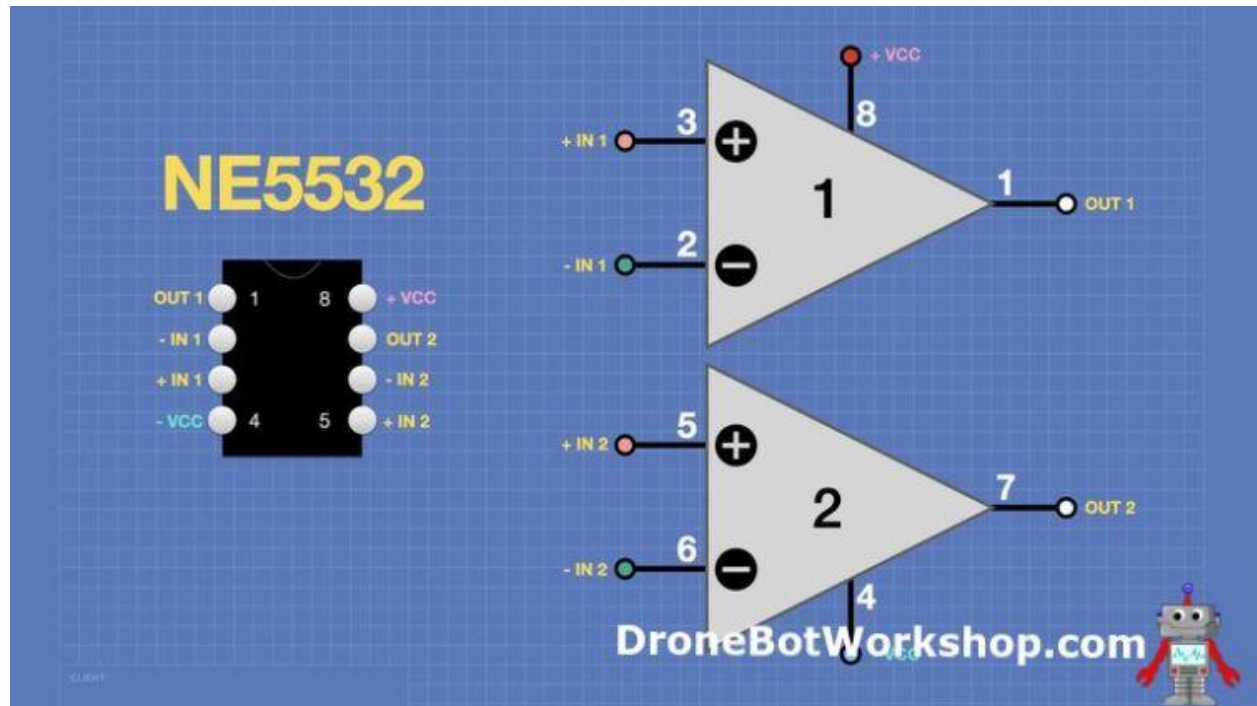 NE5532
OUT 1 1 8 + VCC
- IN 1 OUT 2
+ IN 1 - IN 2
- VCC 4 5 + IN 2
+ VCC
8
+ IN 1 3
1
1 OUT 1
- IN 1 2
+ IN 2 5
2
7 OUT 2
- IN 2 6
4
DroneBotWorkshop.com